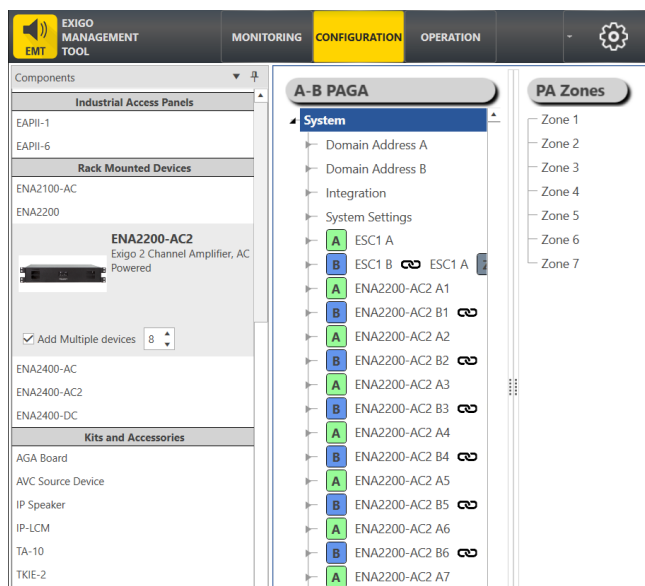 EXIGO
MANAGEMENT
TOOL
EMT
MONITORING
CONFIGURATION
OPERATION
Components
Industrial Access Panels
EAPII-1
EAPII-6
Rack Mounted Devices
ENA2100-AC
ENA2200
ENA2200-AC2
Exigo 2 Channel Amplifier, AC
Powered
Add Multiple devices 8
ENA2400-AC
ENA2400-AC2
ENA2400-DC
Kits and Accessories
AGA Board
AVC Source Device
IP Speaker
IP-LCM
TA-10
TKIE-2
A-B PAGA
System
Domain Address A
Domain Address B
Integration
System Settings
A ESC1 A
B ESC1 B ESC1 A
A ENA2200-AC2 A1
B ENA2200-AC2 B1
A ENA2200-AC2 A2
B ENA2200-AC2 B2
A ENA2200-AC2 A3
B ENA2200-AC2 B3
A ENA2200-AC2 A4
B ENA2200-AC2 B4
A ENA2200-AC2 A5
B ENA2200-AC2 B5
A ENA2200-AC2 A6
B ENA2200-AC2 B6
A ENA2200-AC2 A7
PA Zones
Zone 1
Zone 2
Zone 3
Zone 4
Zone 5
Zone 6
Zone 7